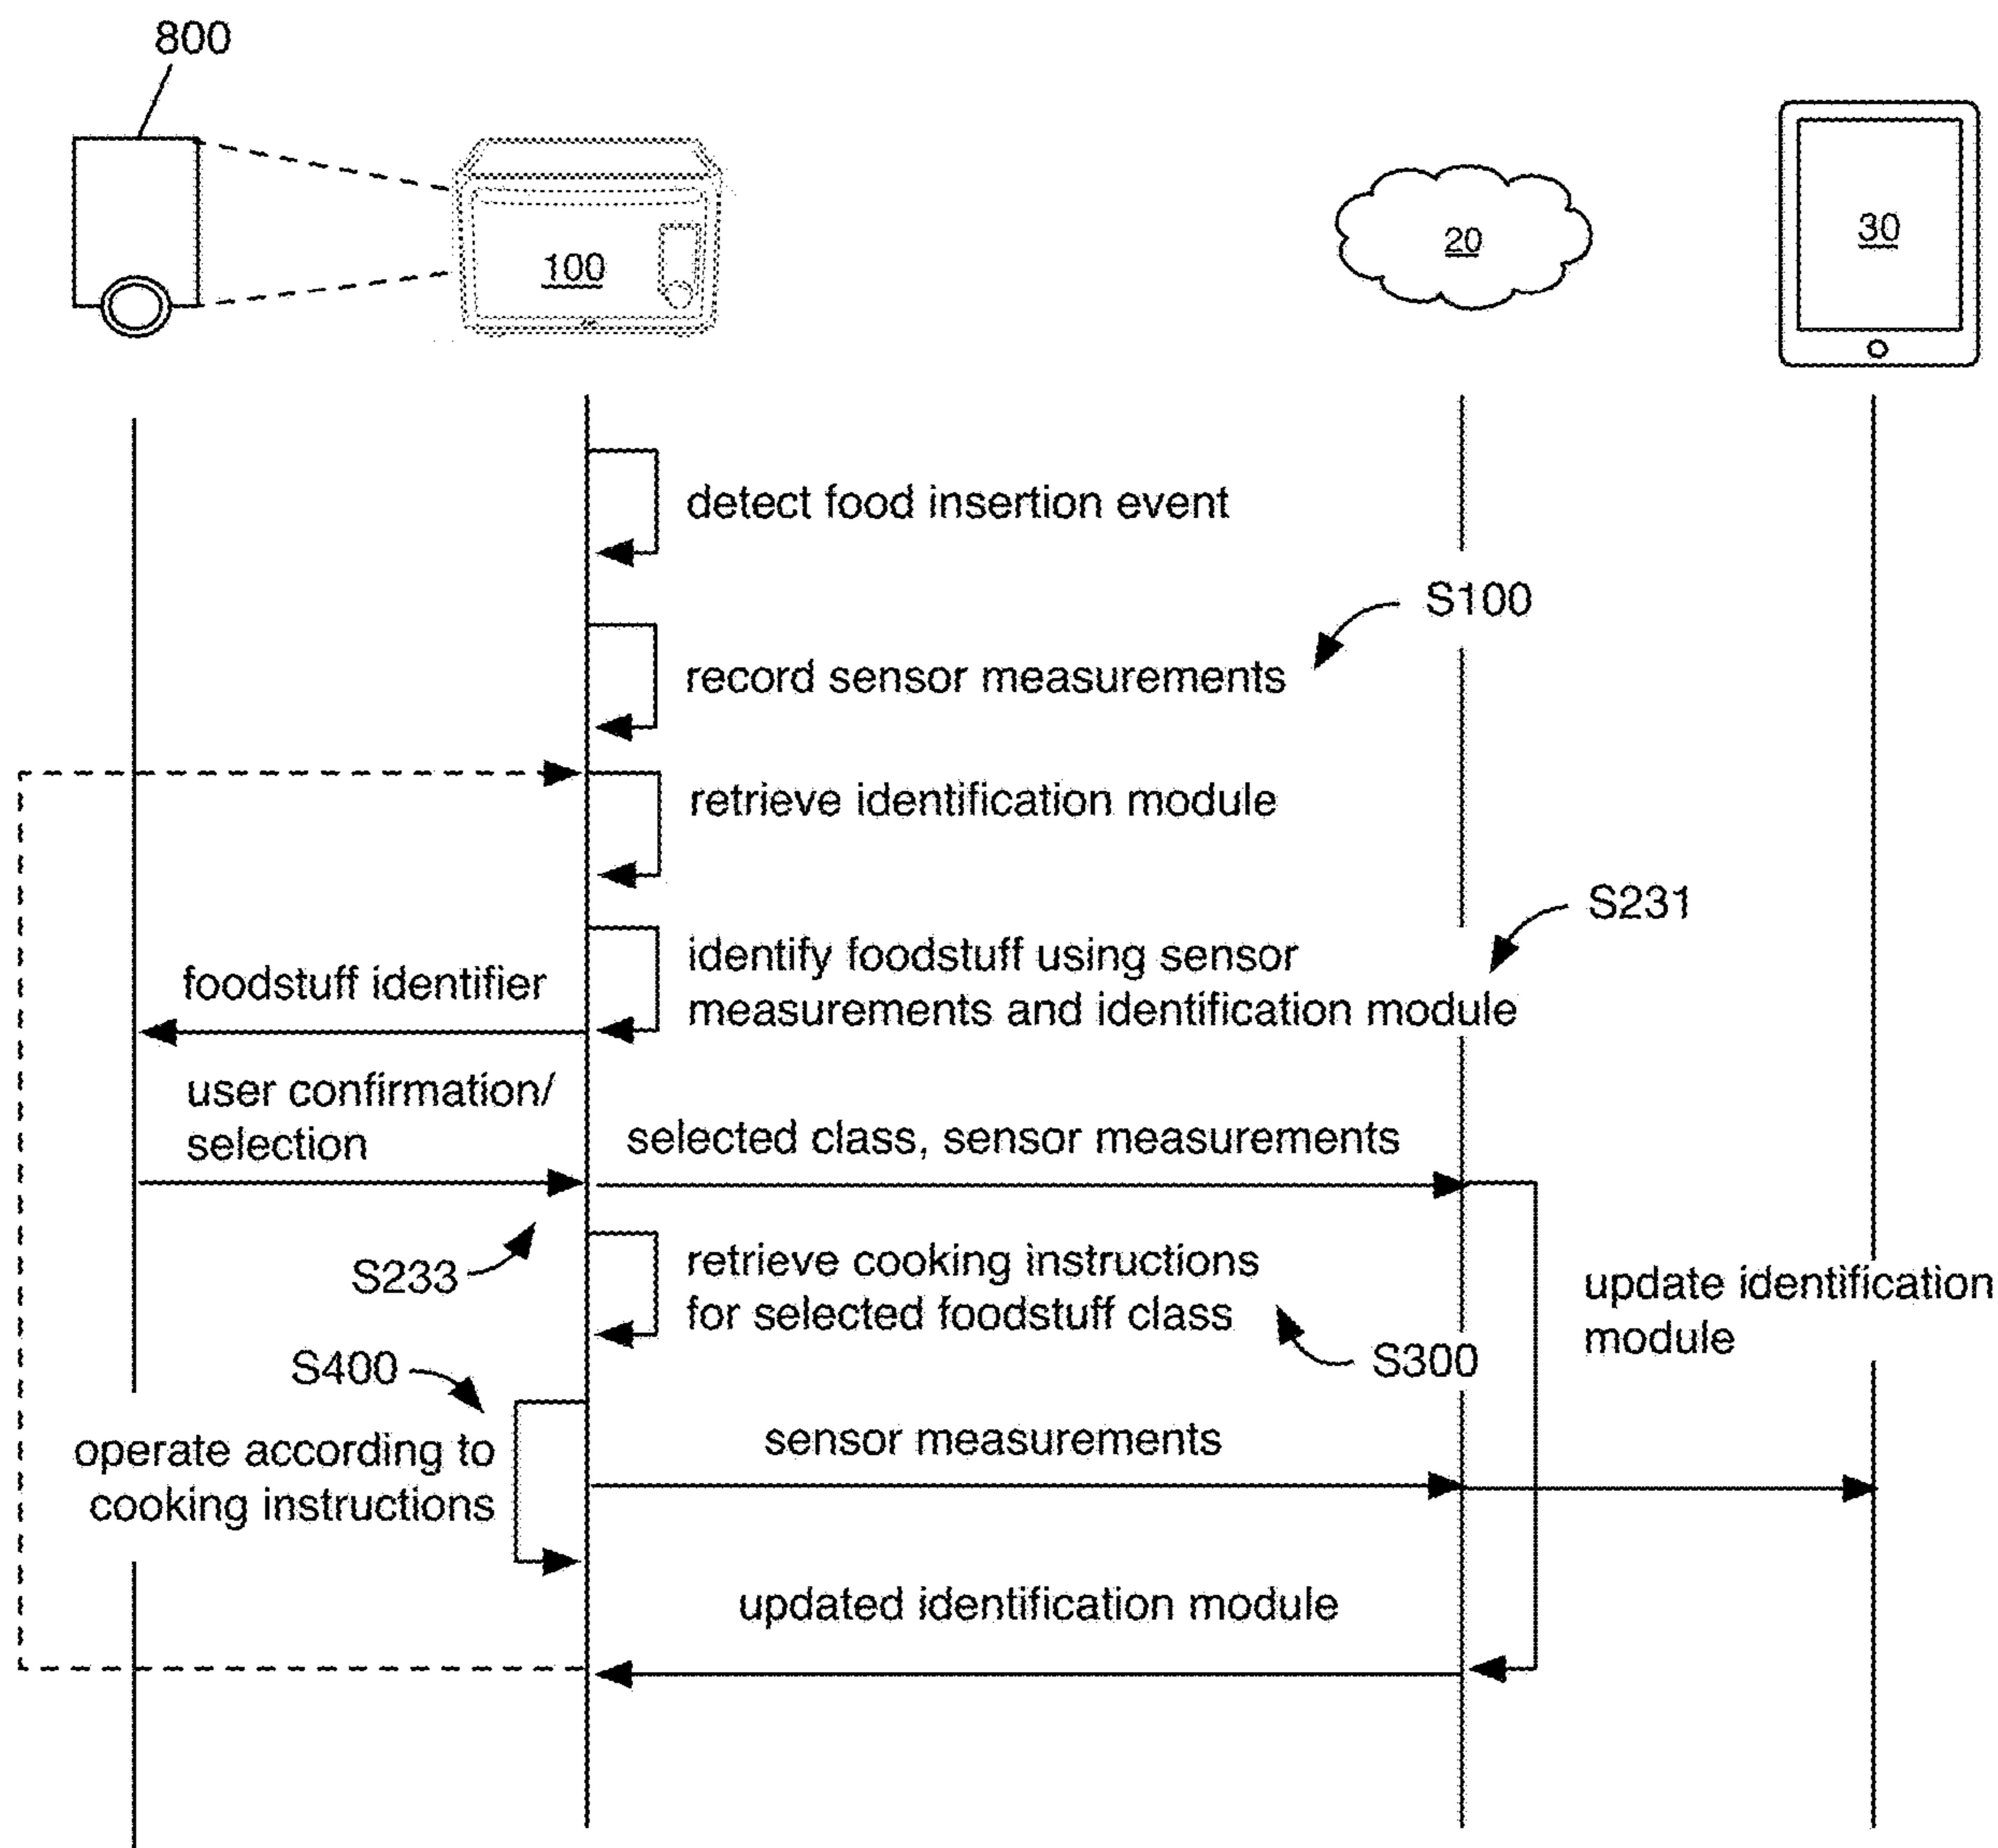 800
100
20
30
detect food insertion event
S100
record sensor measurements
retrieve identification module
S231
identify foodstuff using sensor
measurements and identification module
foodstuff identifier
user confirmation/
selection
selected class, sensor measurements
S233
retrieve cooking instructions
for selected foodstuff class
update identification
module
S300
S400
operate according to
cooking instructions
sensor measurements
updated identification module